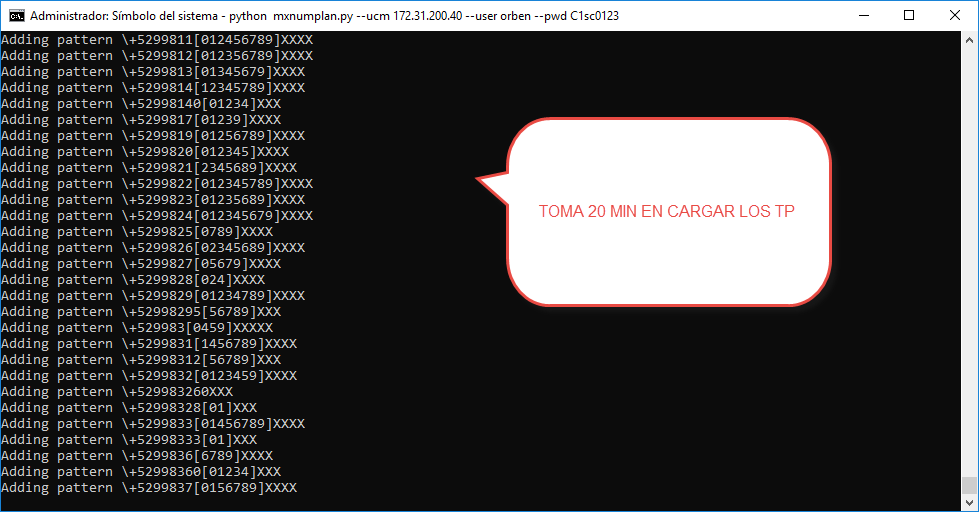 Administrador: Símbolo del sistema - python  mxnumplan.py --ucm 172.31.200.40 --user orben --pwd C1sc0123
Adding pattern \+5299811[012456789]XXXX
Adding pattern \+5299812[012356789]XXXX
Adding pattern \+5299813[01345679]XXXX
Adding pattern \+5299814[12345789]XXXX
Adding pattern \+52998140[01234]XXX
Adding pattern \+5299817[01239]XXXX
Adding pattern \+5299819[01256789]XXXX
Adding pattern \+5299820[012345]XXXX
Adding pattern \+5299821[2345689]XXXX
Adding pattern \+5299822[012345789]XXXX
Adding pattern \+5299823[0123​5689]XXXX
Adding pattern \+5299824[012345679]XXXX
Adding pattern \+5299825[0789]XXXX
Adding pattern \+5299826[02345689]XXXX
Adding pattern \+5299827[05679]XXXX
Adding pattern \+5299828[024]XXXX
Adding pattern \+5299829[01234789]XXXX
Adding pattern \+52998295[56789]XXX
Adding pattern \+529983[0459]XXXXX
Adding pattern \+5299831[1456789]XXXX
Adding pattern \+52998312[56789]XXX
Adding pattern \+5299832[0123459]XXXX
Adding pattern \+529983260XXX
Adding pattern \+52998328[01]XXX
Adding pattern \+5299833[01456789]XXXX
Adding pattern \+52998333[01]XXX
Adding pattern \+5299836[6789]XXXX
Adding pattern \+52998360[01234]XXX
Adding pattern \+5299837[0156789]XXXX
TOMA 20 MIN EN CARGAR LOS TP